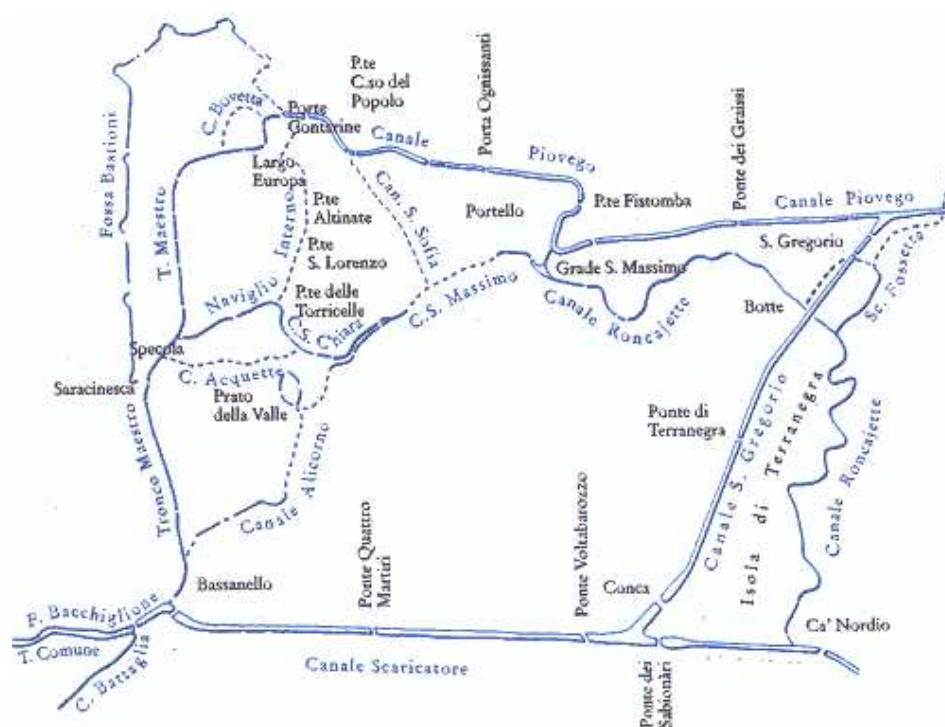 P.te
C.so del
Popolo
Porta Ognissanti
Ponte dei Graissi
C. Bovetta
Porte
Contarine
Canale
Piovego
Fossa Bastioni
Largo
Europa
T. Maestro
Interno
P.te
Altinate
Can. S. Sofia
Portello
P.te Fistomba
Canale Piovego
P.te
S. Lorenzo
S. Gregorio
Grade S. Massimo
Naviglio
P.te delle
Torricelle
C.S. Chiara
C.S. Massimo
Canale Roncajette
Botte
Sc. Fossetta
Specola
Saracinesca
C. Acquette
Prato
della Valle
Ponte di
Terranegra
Tronco Maestro
Canale Alicorno
Canale S. Gregorio
Isola di Terranegra
Canale Roncajette
Bassanello
Ponte Quattro
Martiri
Ponte Voltabarozzo
Conca
F. Bacchiglione
T. Comune
C. Battaglia
Canale Scaricatore
Ponte dei
Sabionàri
Ca' Nordio